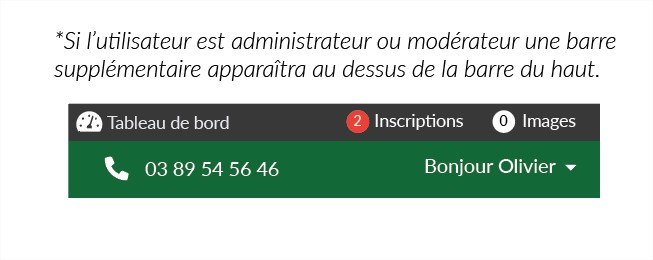 *Si l’utilisateur est administrateur ou modérateur une barre
supplémentaire apparaîtra au dessus de la barre du haut.
Tableau de bord 2 Inscriptions 0 Images
03 89 54 56 46 Bonjour Olivier